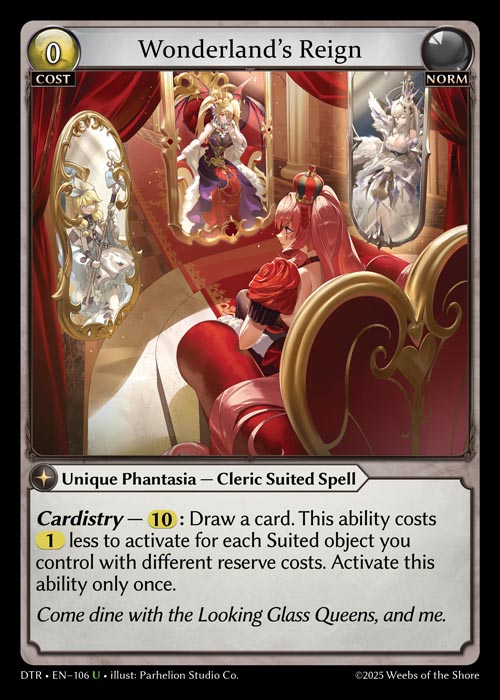 0
Wonderland's Reign
COST
NORM
Unique Phantasia — Cleric Suited Spell
Cardistry — 10 : Draw a card. This ability costs
1 less to activate for each Suited object you
control with different reserve costs. Activate this
ability only once.
Come dine with the Looking Glass Queens, and me.
DTR • EN–106 U • illust: Parhelion Studio Co.
©2025 Weebs of the Shore